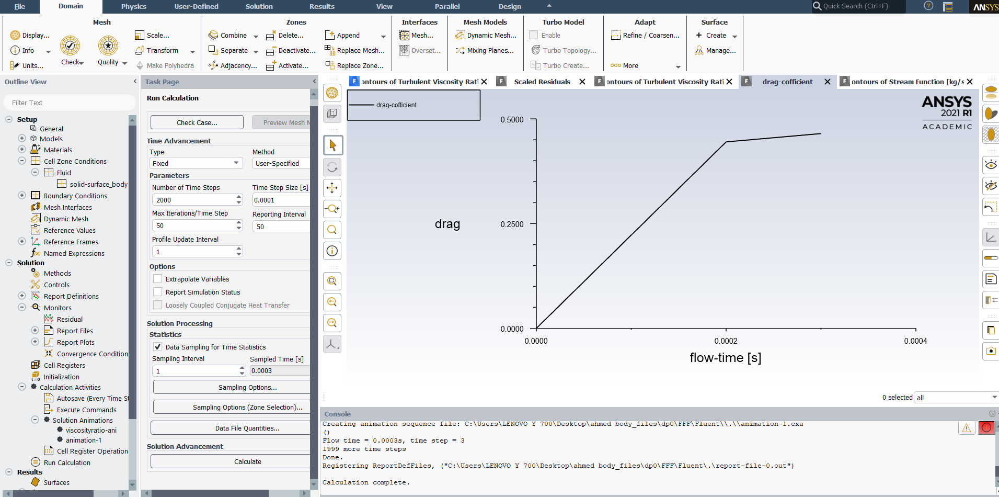 File Domain Physics User-Defined Solution Results View Parallel Design Quick Search (Ctrl+F) ANSYS
Mesh
Display...
Info
Units...
Check
Quality
Scale...
Transform
Make Polyhedra
Zones
Combine
Separate
Adjacency...
Delete...
Deactivate...
Activate...
Append
Replace Mesh...
Replace Zone...
Interfaces
Mesh...
Overset...
Mesh Models
Dynamic Mesh...
Mixing Planes...
Turbo Model
Enable
Turbo Topology...
Turbo Create...
Adapt
Refine / Coarsen...
More
Surface
Create
Manage...
Outline View
Filter Text
Setup
General
Models
Materials
Cell Zone Conditions
Fluid
solid-surface_body
Boundary Conditions
Mesh Interfaces
Dynamic Mesh
Reference Values
Reference Frames
Named Expressions
Solution
Methods
Controls
Report Definitions
Monitors
Residual
Report Files
Report Plots
Convergence Condition
Cell Registers
Initialization
Calculation Activities
Autosave (Every Time St
Execute Commands
Solution Animations
viscosityratio-ani
animation-1
Cell Register Operation
Run Calculation
Results
Surfaces
Task Page
Run Calculation
Check Case...
Preview Mesh M
Time Advancement
Type
Method
Fixed
User-Specified
Parameters
Number of Time Steps
Time Step Size [s]
2000
0.0001
Max Iterations/Time Step
Reporting Interval
50
50
Profile Update Interval
1
Options
Extrapolate Variables
Report Simulation Status
Loosely Coupled Conjugate Heat Transfer
Solution Processing
Statistics
Data Sampling for Time Statistics
Sampling Interval
Sampled Time [s]
1
0.0003
Sampling Options...
Sampling Options (Zone Selection)...
Data File Quantities...
Solution Advancement
Calculate
ontours of Turbulent Viscosity Rati
Scaled Residuals
ontours of Turbulent Viscosity Rati
drag-cofficient
ontours of Stream Function [kg/s
drag-cofficient
ANSYS
2021 R1
ACADEMIC
0.5000
0.2500
0.0000
drag
0.0000
0.0002
0.0004
flow-time [s]
0 selected
all
Console
Creating animation sequence file: C:\Users\LENOVO Y 700\Desktop\ahmed body_files\dp0\FFF\Fluent\\.\\animation-1.cxa
()
Flow time = 0.0003s, time step = 3
1999 more time steps
Done.
Registering ReportDefFiles, ("C:\Users\LENOVO Y 700\Desktop\ahmed body_files\dp0\FFF\Fluent\.\report-file-0.out")
Calculation complete.